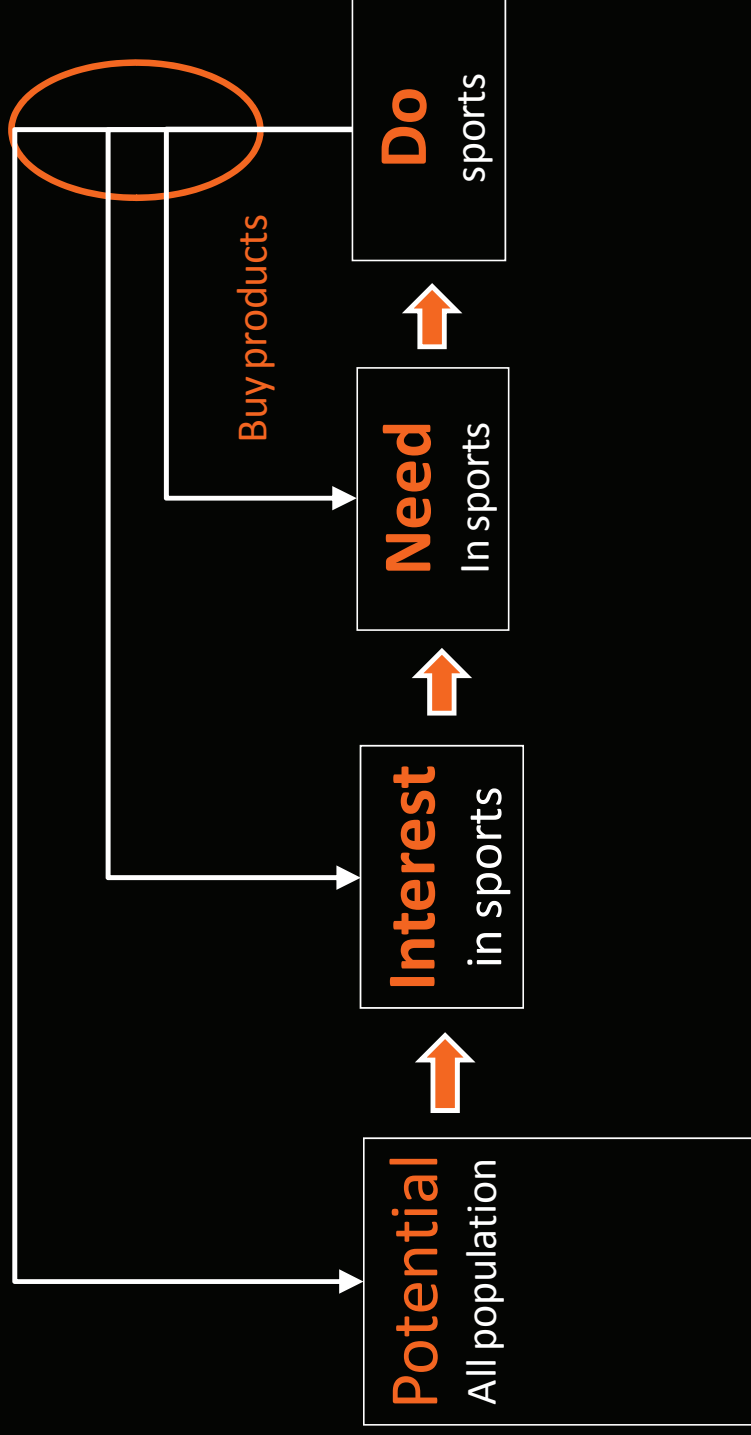 Buy products
Potential
All population
Interest
in sports
Need
In sports
Do
sports